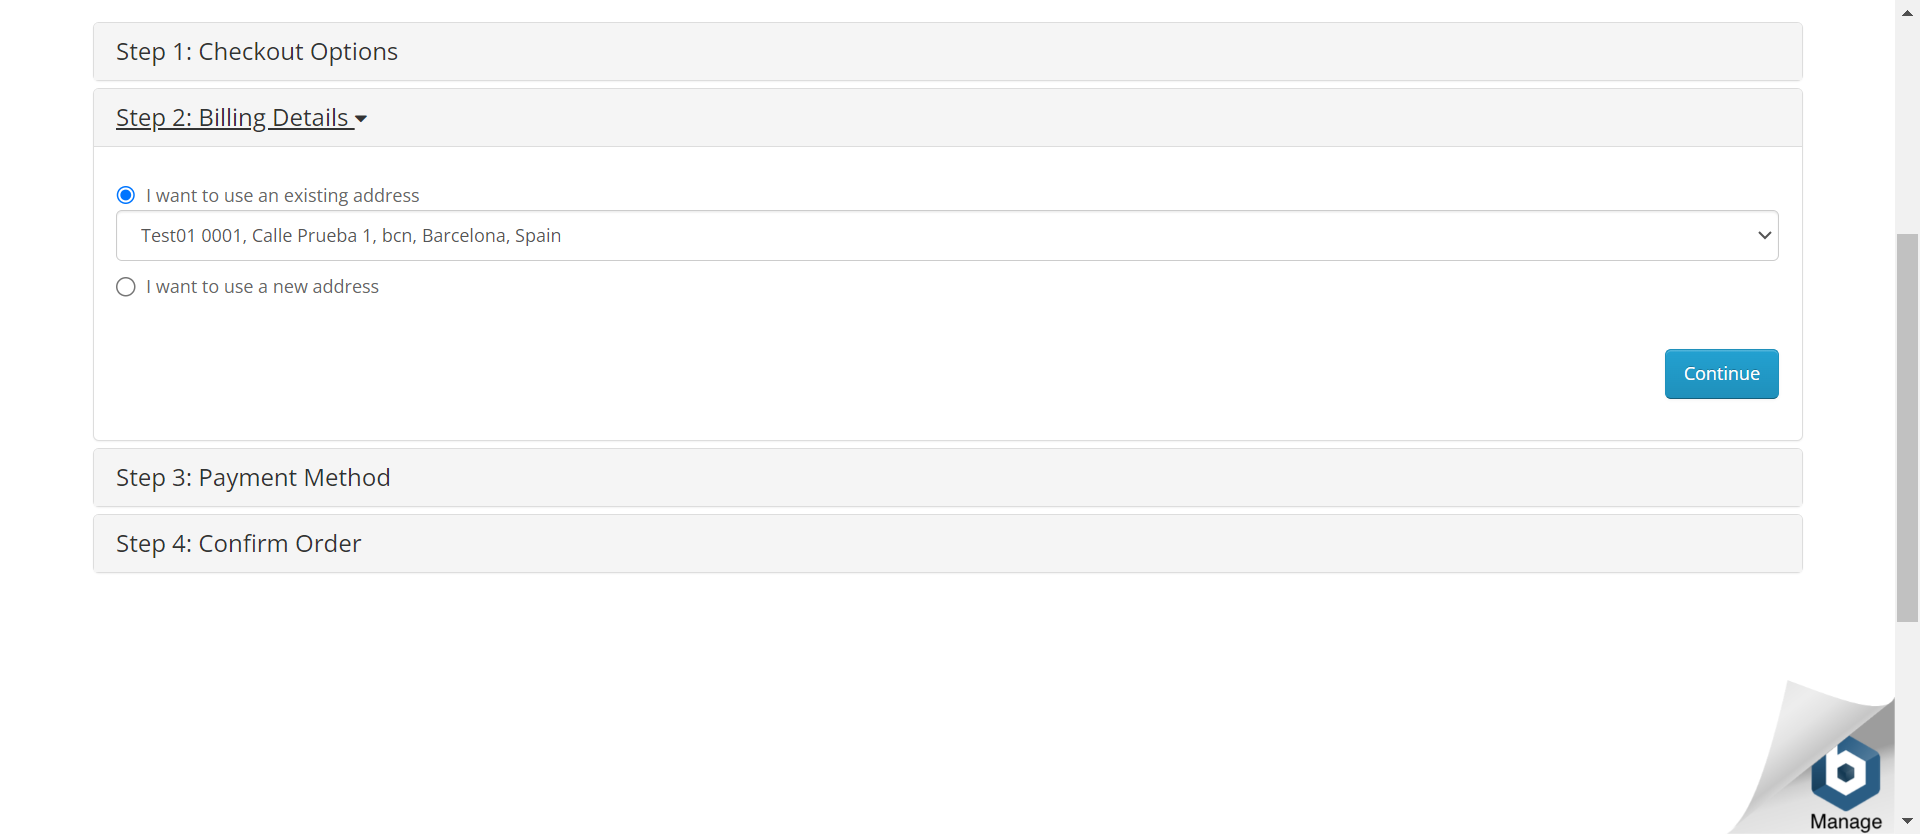 Step 1: Checkout Options
Step 2: Billing Details
I want to use an existing address
Test01 0001, Calle Prueba 1, bcn, Barcelona, Spain
I want to use a new address
Continue
Step 3: Payment Method
Step 4: Confirm Order
b
Manage